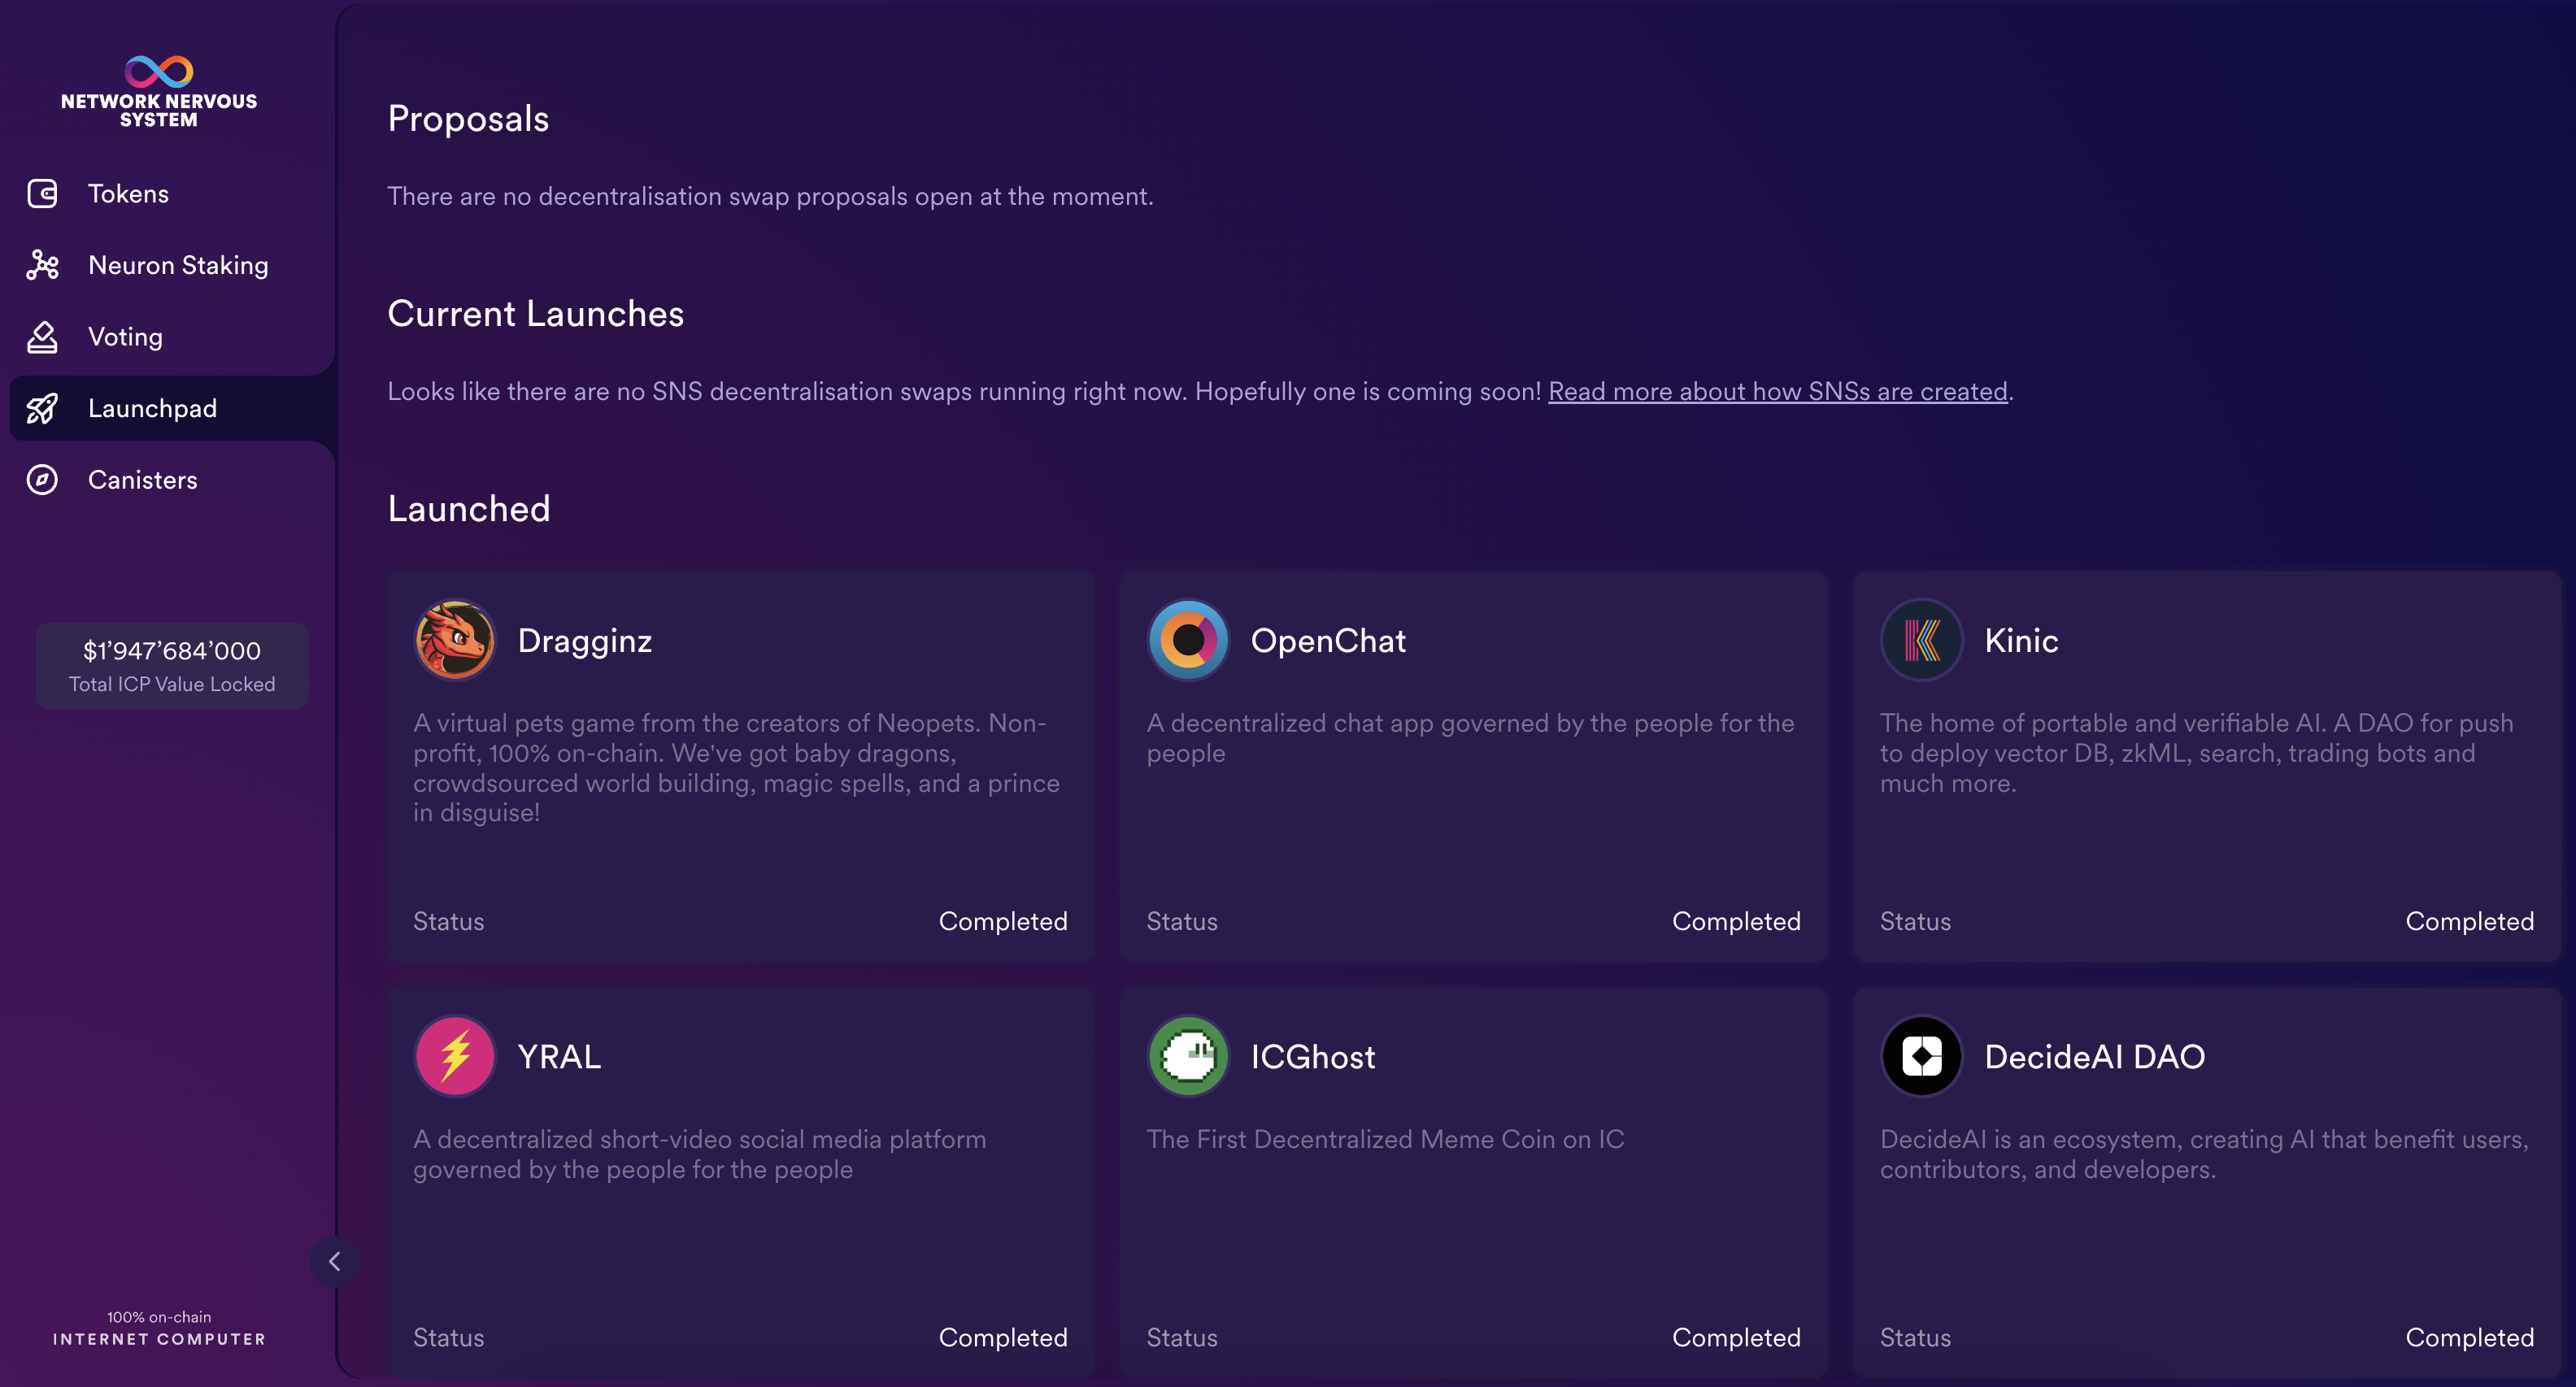 NETWORK NERVOUS
SYSTEM
Tokens
Neuron Staking
Voting
Launchpad
Canisters
$1’947’684’000
Total ICP Value Locked
100% on-chain
INTERNET COMPUTER
Proposals
There are no decentralisation swap proposals open at the moment.
Current Launches
Looks like there are no SNS decentralisation swaps running right now. Hopefully one is coming soon! Read more about how SNSs are created.
Launched
Dragginz
A virtual pets game from the creators of Neopets. Non-
profit, 100% on-chain. We've got baby dragons,
crowdsourced world building, magic spells, and a prince
in disguise!
Status Completed
OpenChat
A decentralized chat app governed by the people for the
people
Status Completed
Kinic
The home of portable and verifiable AI. A DAO for push
to deploy vector DB, zkML, search, trading bots and
much more.
Status Completed
YRAL
A decentralized short-video social media platform
governed by the people for the people
Status Completed
ICGhost
The First Decentralized Meme Coin on IC
Status Completed
DecideAI DAO
DecideAI is an ecosystem, creating AI that benefit users,
contributors, and developers.
Status Completed